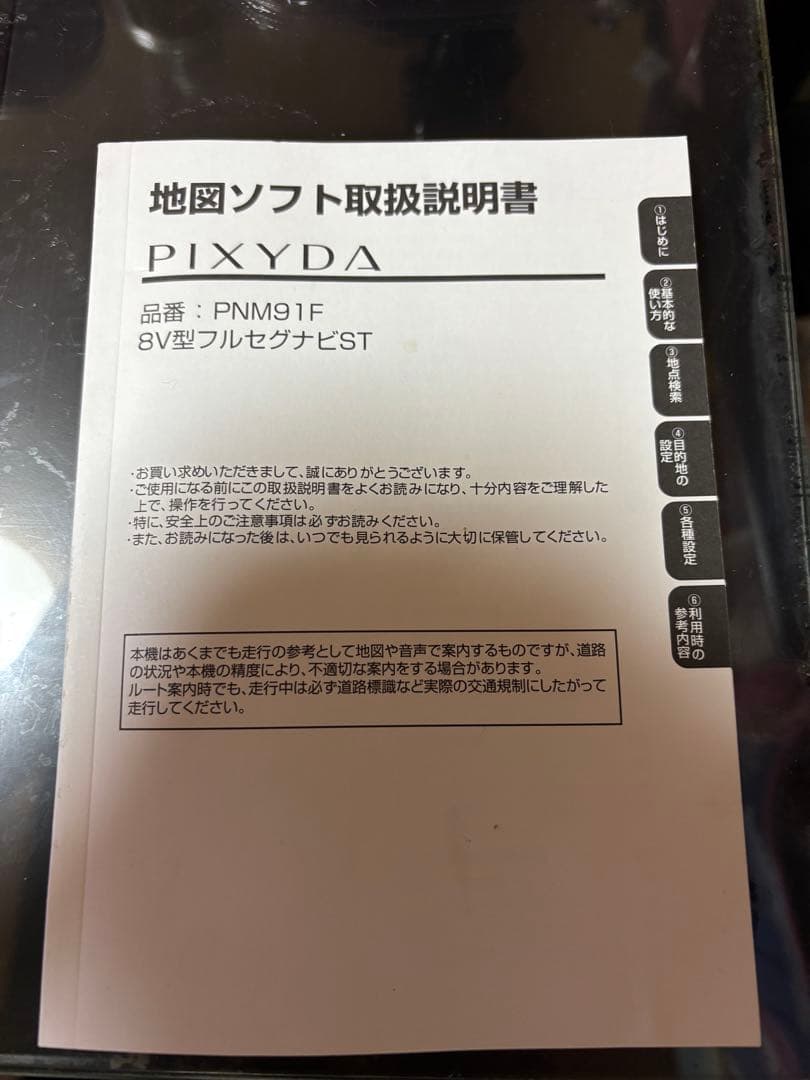 地図ソフト取扱説明書
PIXYDA
品番：PNM91F
8V型フルセグナビST
・お買い求めいただきまして、誠にありがとうございます。
・ご使用になる前にこの取扱説明書をよくお読みになり、十分内容をご理解した
上で、操作を行ってください。
・特に、安全上のご注意事項は必ずお読みください。
・また、お読みになった後は、いつでも見られるように大切に保管してください。
本機はあくまでも走行の参考として地図や音声で案内するものですが、道路
の状況や本機の精度により、不適切な案内をする場合があります。
ルート案内時でも、走行中は必ず道路標識など実際の交通規制にしたがって
走行してください。
①はじめに
②基本的な
使い方
③地点検索
④目的地の
設定
⑤各種設定
⑥利用時の
参考内容